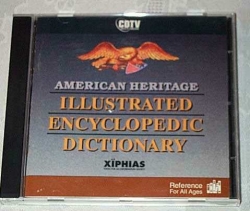 CDTV
AMERICAN HERITAGE
ILLUSTRATED
ENCYCLOPEDIC
DICTIONARY
XIPHIAS
Reference
For All Ages